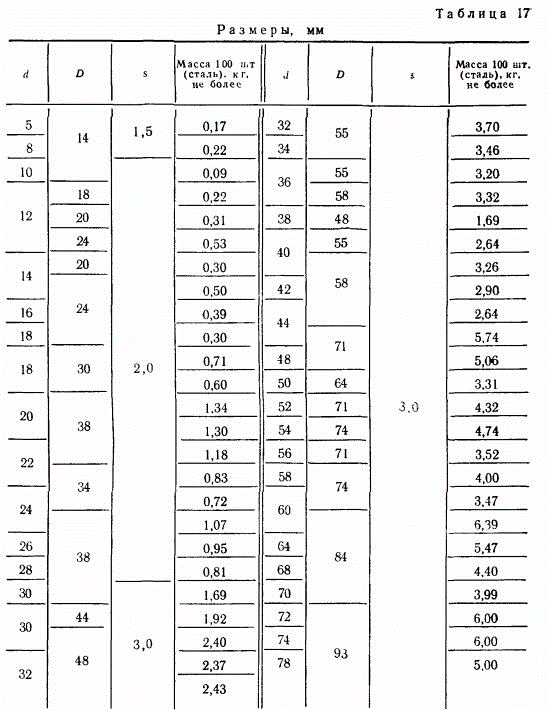 Таблица 17
Размеры, мм
d D s Масса 100 шт (сталь), кг, не более d D s Масса 100 шт. (сталь), кг, не более
5 14 1,5 0,17 32 55 3,70
8 0,22 34 3,46
10 0,09 36 55 3,20
18 0,22 58 3,32
12 20 0,31 38 48 1,69
24 0,53 40 55 2,64
14 20 0,30 58 3,26
0,50 42 2,90
16 24 0,39 44 2,64
18 0,30 71 5,74
18 30 2,0 0,71 48 5,06
0,60 50 64 3,31
20 38 1,34 52 71 3,0 4,32
1,30 54 74 4,74
22 1,18 56 71 3,52
34 0,83 58 74 4,00
24 0,72 60 3,47
1,07 6,39
26 38 0,95 64 84 5,47
28 0,81 68 4,40
30 1,69 70 3,99
30 44 1,92 72 6,00
3,0 2,40 74 6,00
32 48 2,37 78 93 5,00
2,43